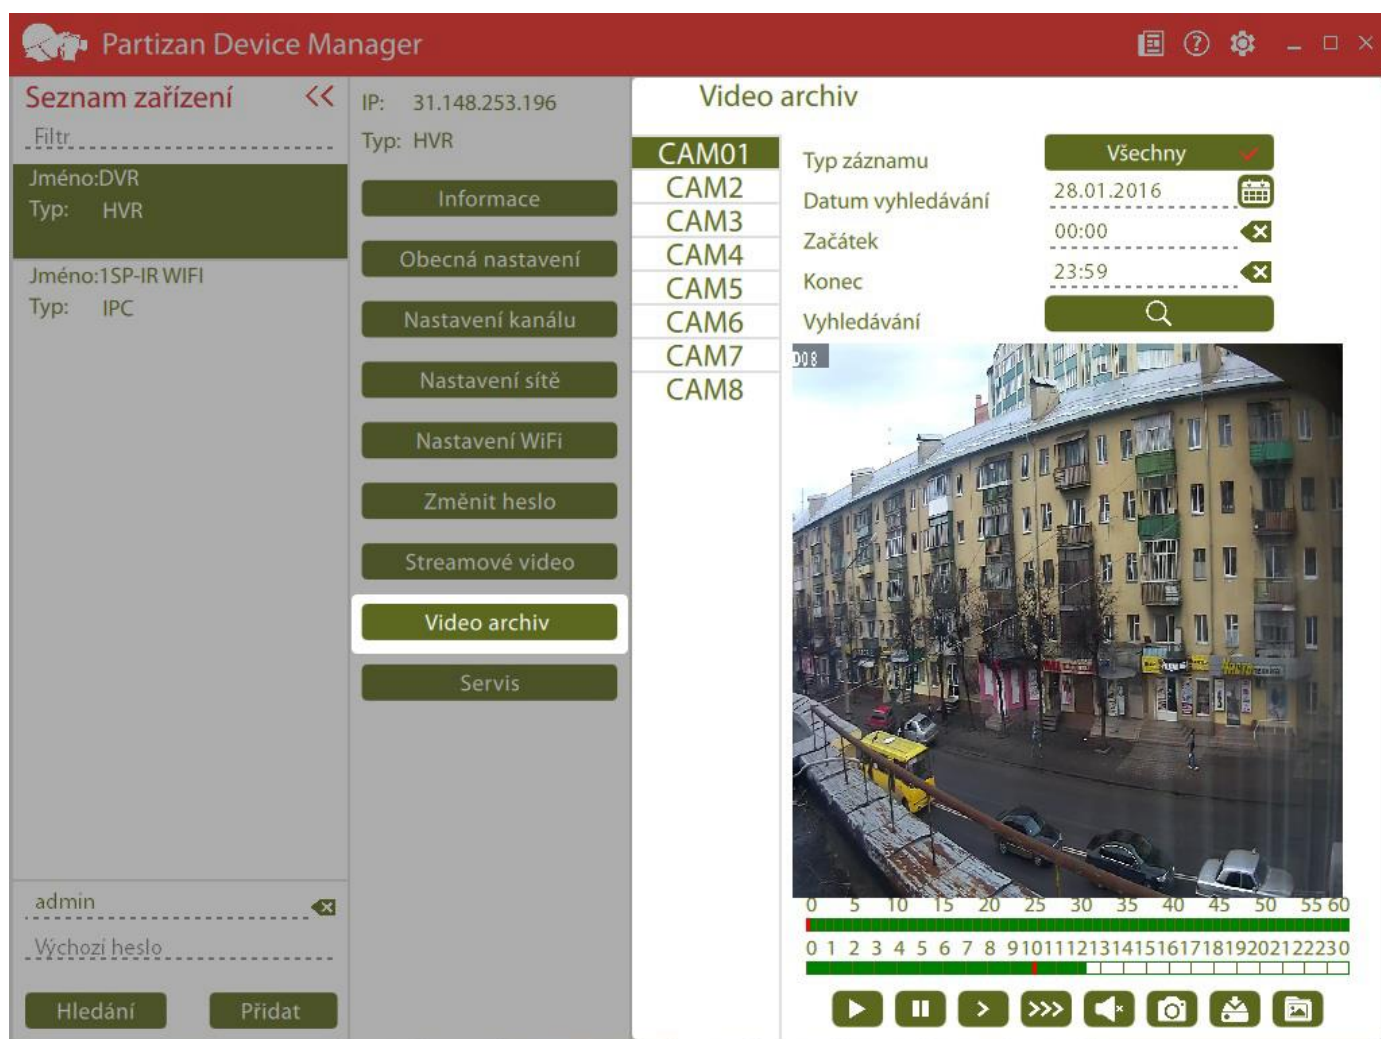 Partizan Device Manager
Seznam zařízení <<
Filtr
Jméno:DVR
Typ: HVR
Jméno:1SP-IR WIFI
Typ: IPC
admin
Výchozí heslo
Hledání Přidat
IP: 31.148.253.196
Typ: HVR
Informace
Obecná nastavení
Nastavení kanálu
Nastavení sítě
Nastavení WiFi
Změnit heslo
Streamové video
Video archiv
Servis
Video archiv
CAM01
CAM2
CAM3
CAM4
CAM5
CAM6
CAM7
CAM8
Typ záznamu Všechny
Datum vyhledávání 28.01.2016
Začátek 00:00
Konec 23:59
Vyhledávání
D08
0 5 10 15 20 25 30 35 40 45 50 55 60
0 1 2 3 4 5 6 7 8 9 10 11 12 13 14 15 16 17 18 19 20 21 22 23 0